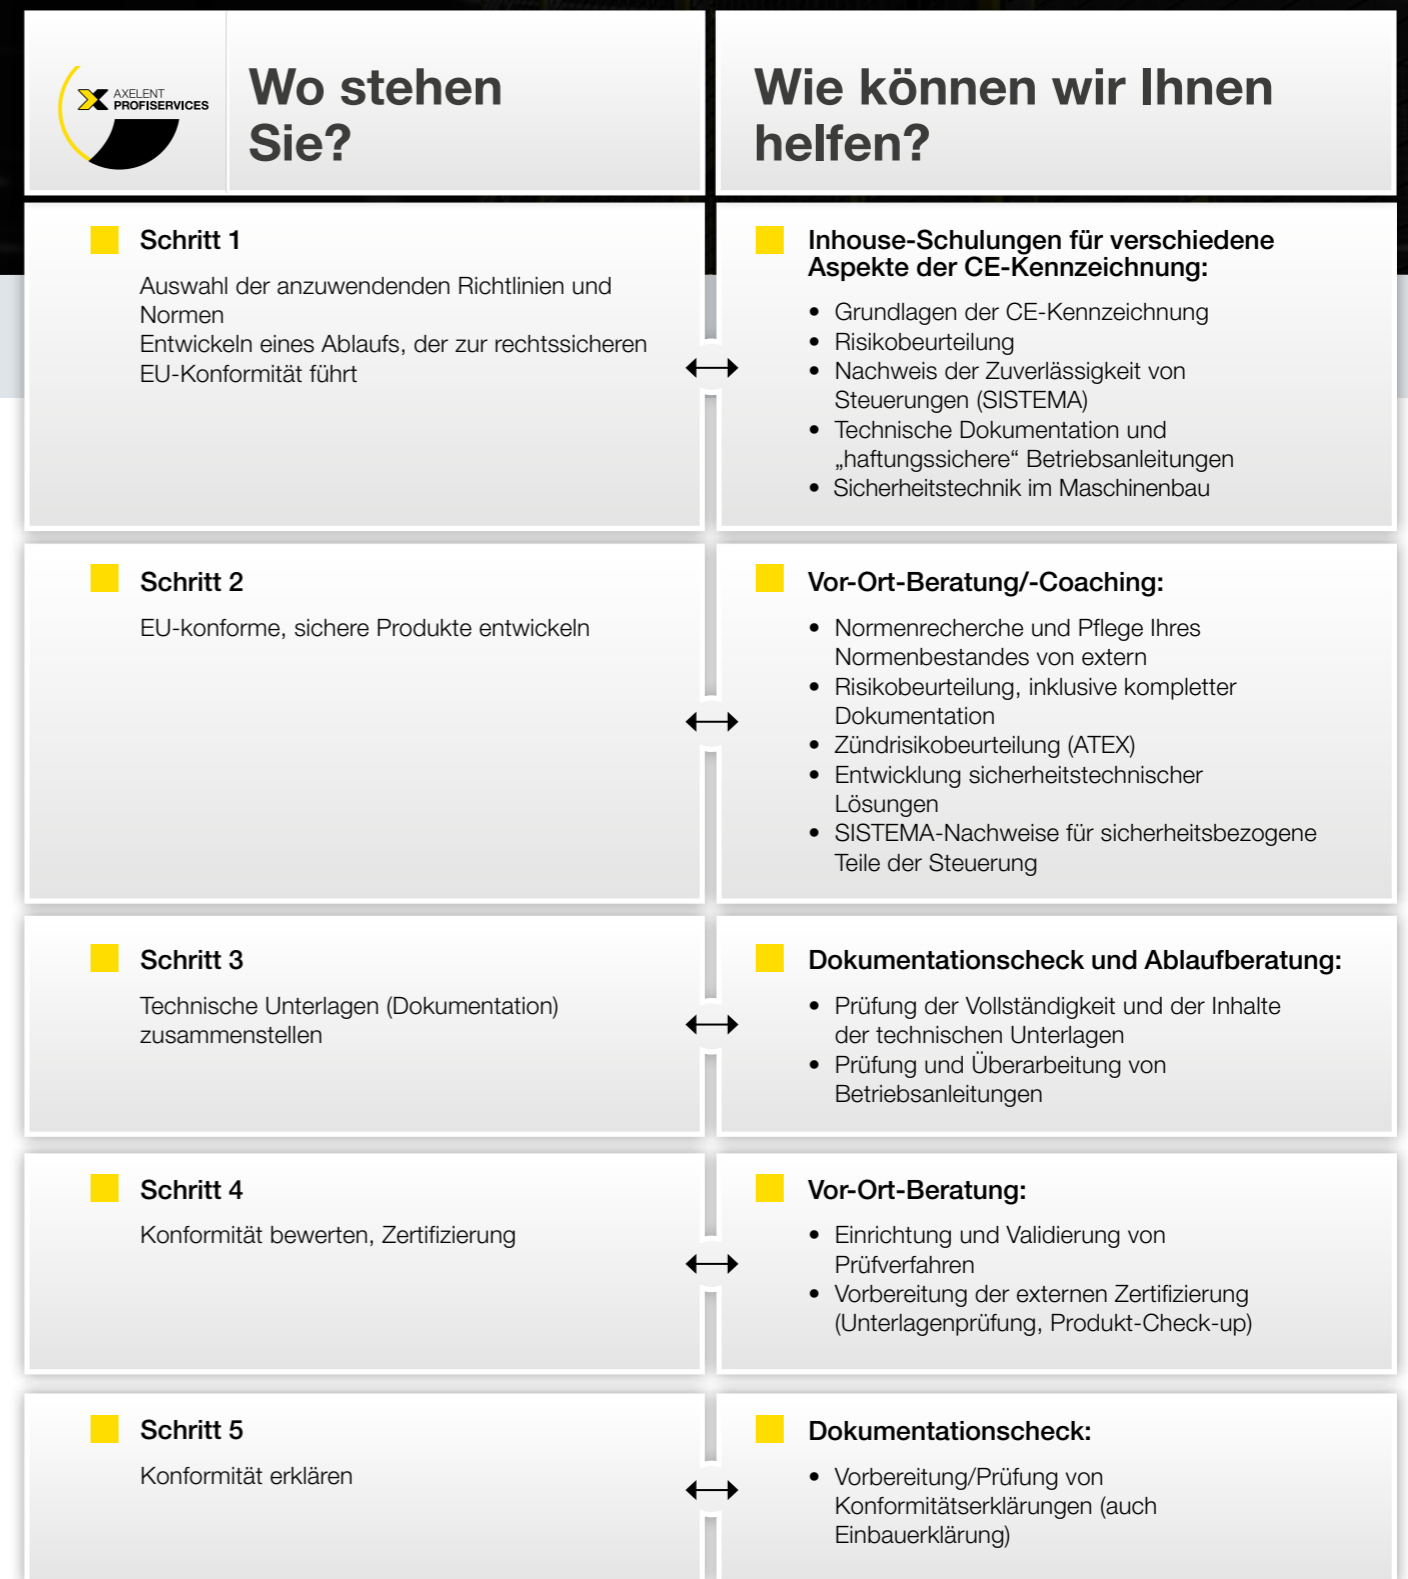 AXELENT
PROFISERVICES
Wo stehen
Sie?
Wie können wir Ihnen
helfen?
Schritt 1
Auswahl der anzuwendenden Richtlinien und
Normen
Entwickeln eines Ablaufs, der zur rechtssicheren
EU-Konformität führt
Inhouse-Schulungen für verschiedene
Aspekte der CE-Kennzeichnung:
• Grundlagen der CE-Kennzeichnung
• Risikobeurteilung
• Nachweis der Zuverlässigkeit von
Steuerungen (SISTEMA)
• Technische Dokumentation und
„haftungssichere“ Betriebsanleitungen
• Sicherheitstechnik im Maschinenbau
Schritt 2
EU-konforme, sichere Produkte entwickeln
Vor-Ort-Beratung/-Coaching:
• Normenrecherche und Pflege Ihres
Normenbestandes von extern
• Risikobeurteilung, inklusive kompletter
Dokumentation
• Zündrisikobeurteilung (ATEX)
• Entwicklung sicherheitstechnischer
Lösungen
• SISTEMA-Nachweise für sicherheitsbezogene
Teile der Steuerung
Schritt 3
Technische Unterlagen (Dokumentation)
zusammenstellen
Dokumentationscheck und Ablaufberatung:
• Prüfung der Vollständigkeit und der Inhalte
der technischen Unterlagen
• Prüfung und Überarbeitung von
Betriebsanleitungen
Schritt 4
Konformität bewerten, Zertifizierung
Vor-Ort-Beratung:
• Einrichtung und Validierung von
Prüfverfahren
• Vorbereitung der externen Zertifizierung
(Unterlagenprüfung, Produkt-Check-up)
Schritt 5
Konformität erklären
Dokumentationscheck:
• Vorbereitung/Prüfung von
Konformitätserklärungen (auch
Einbauerklärung)